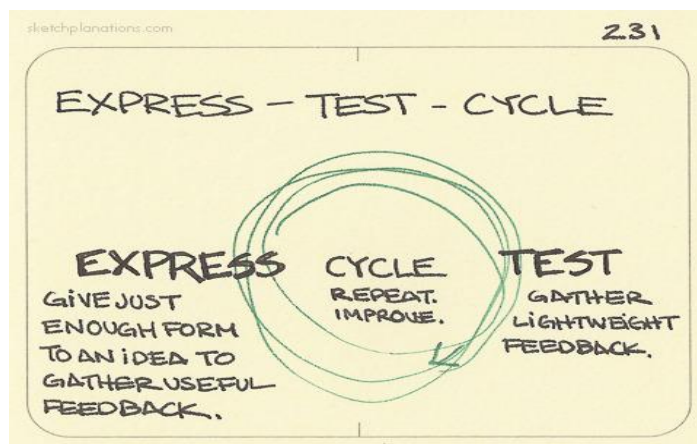 sketchplanations.com
231
EXPRESS - TEST - CYCLE
EXPRESS
GIVE JUST
ENOUGH FORM
TO AN IDEA TO
GATHER USEFUL
FEEDBACK.
CYCLE
REPEAT.
IMPROVE.
TEST
GATHER
LIGHTWEIGHT
FEEDBACK.